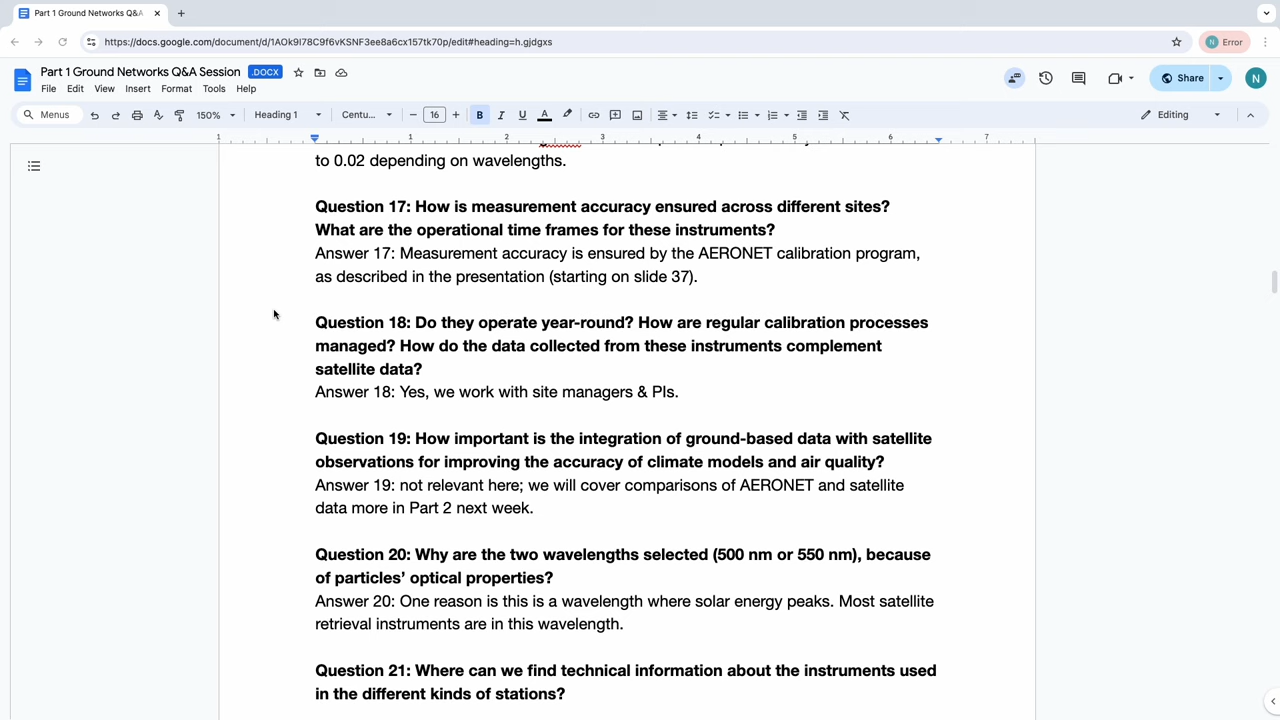 Part 1 Ground Networks Q&A
https://docs.google.com/document/d/1AOk9I78C9f6vKSNF3ee8a6cx157tk70p/edit#heading=h.gjdgxs
N Error
Part 1 Ground Networks Q&A Session .DOCX
Share
N
File Edit View Insert Format Tools Help
Menus 150% Heading 1 Centu... 16 B I U A Editing
1 1 2 3 4 5 6 7
to 0.02 depending on wavelengths.
Question 17: How is measurement accuracy ensured across different sites?
What are the operational time frames for these instruments?
Answer 17: Measurement accuracy is ensured by the AERONET calibration program,
as described in the presentation (starting on slide 37).
Question 18: Do they operate year-round? How are regular calibration processes
managed? How do the data collected from these instruments complement
satellite data?
Answer 18: Yes, we work with site managers & PIs.
Question 19: How important is the integration of ground-based data with satellite
observations for improving the accuracy of climate models and air quality?
Answer 19: not relevant here; we will cover comparisons of AERONET and satellite
data more in Part 2 next week.
Question 20: Why are the two wavelengths selected (500 nm or 550 nm), because
of particles’ optical properties?
Answer 20: One reason is this is a wavelength where solar energy peaks. Most satellite
retrieval instruments are in this wavelength.
Question 21: Where can we find technical information about the instruments used
in the different kinds of stations?